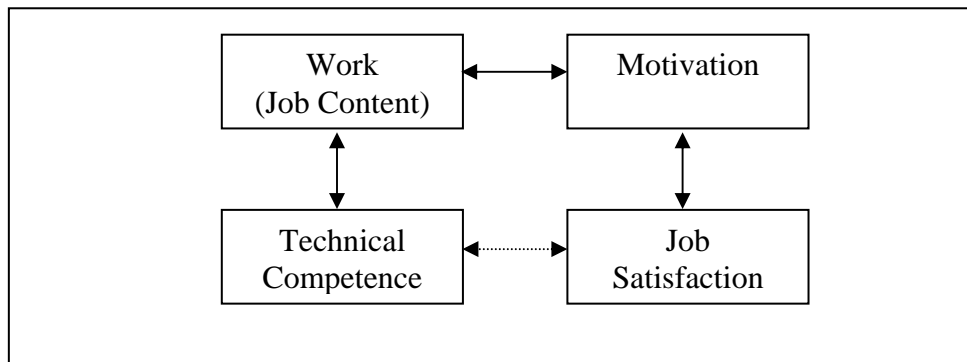 Work
(Job Content)
Motivation
Technical
Competence
Job
Satisfaction